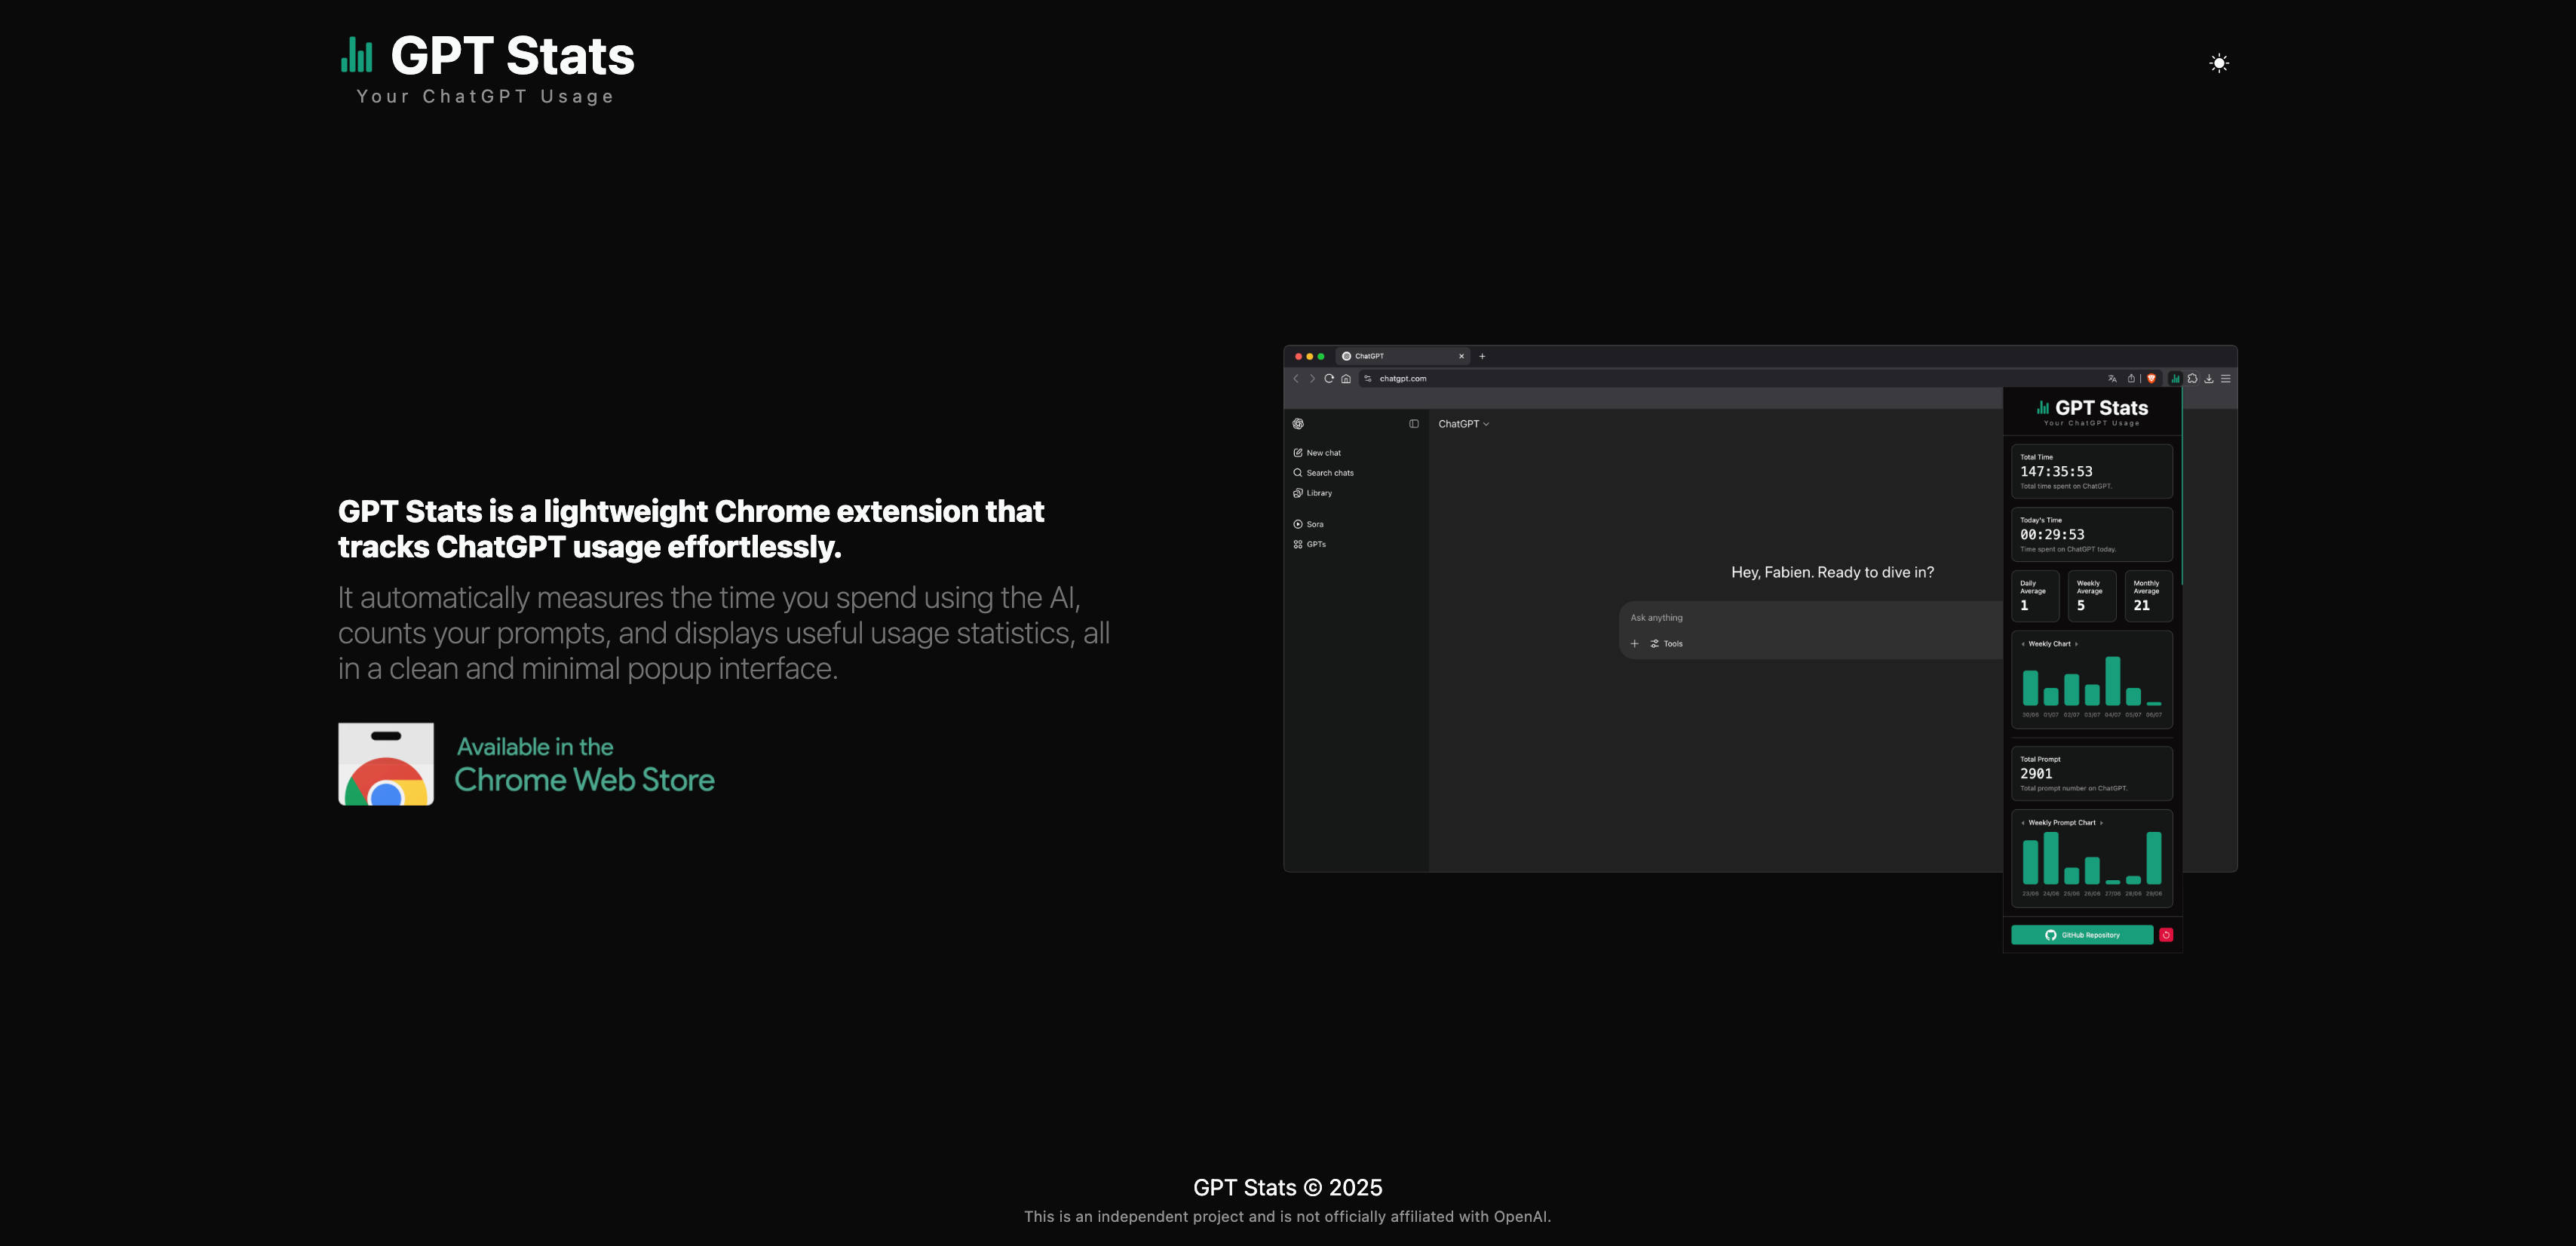 GPT Stats
Your ChatGPT Usage
GPT Stats is a lightweight Chrome extension that
tracks ChatGPT usage effortlessly.
It automatically measures the time you spend using the AI,
counts your prompts, and displays useful usage statistics, all
in a clean and minimal popup interface.
Available in the
Chrome Web Store
ChatGPT
chatgpt.com
New chat
Search chats
Library
Sora
GPTs
ChatGPT
Hey, Fabien. Ready to dive in?
Ask anything
Tools
GPT Stats
Your ChatGPT Usage
Total Time
147:35:53
Total time spent on ChatGPT.
Today's Time
00:29:53
Time spent on ChatGPT today.
Daily
Average
1
Weekly
Average
5
Monthly
Average
21
Weekly Chart
30/06 01/07 02/07 03/07 04/07 05/07 06/07
Total Prompt
2901
Total prompt number on ChatGPT.
Weekly Prompt Chart
23/06 24/06 25/06 26/06 27/06 28/06 29/06
GitHub Repository
GPT Stats © 2025
This is an independent project and is not officially affiliated with OpenAI.